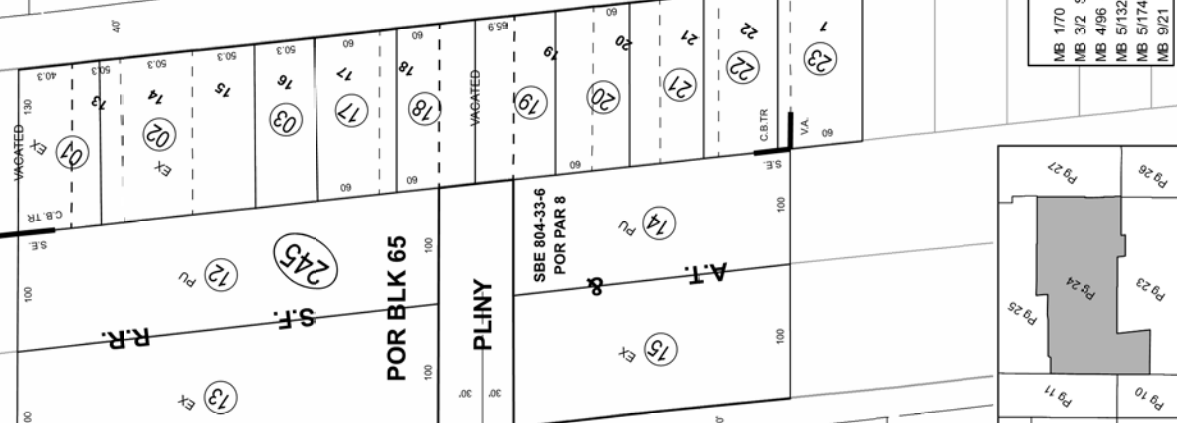 40'
MB 1/70
MB 3/2 S
MB 4/96
MB 5/132
MB 5/174
MB 9/21
40.3
50.3
50.3
50.3
50.3
60
60
65.9
60
130
VACATED
EX
01
13
14
02
EX
15
16
03
17
17
18
18
VACATED
19
19
20
20
21
21
22
22
1
23
C.B.TR
S.E.
60
60
60
C.B.TR
V.A.
S.E.
60
100
PU
12
245
POR BLK 65
100
PLINY
SBE 804-33-6
POR PAR 8
PU
14
100
R.R.
S.F.
&
A.T.
EX
13
100
30'
30'
EX
15
100
Pg 27
Pg 26
Pg 25
Pg 24
Pg 23
Pg 11
Pg 10